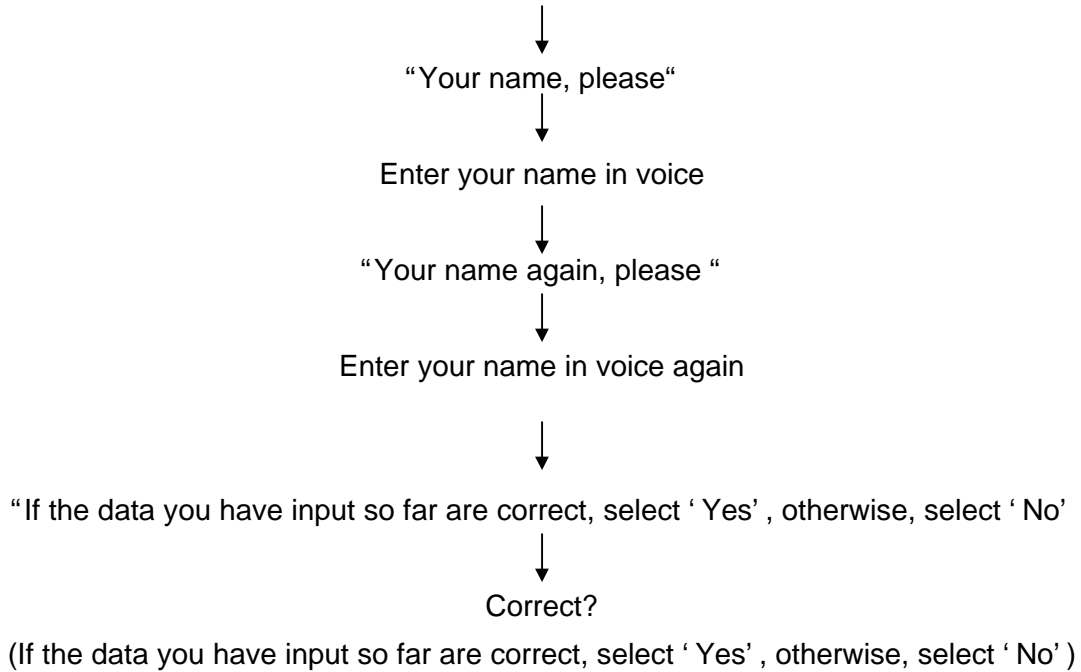 “Your name, please“
Enter your name in voice
“Your name again, please “
Enter your name in voice again
“If the data you have input so far are correct, select ‘ Yes’ , otherwise, select ‘ No’
Correct?
(If the data you have input so far are correct, select ‘ Yes’ , otherwise, select ‘ No’ )